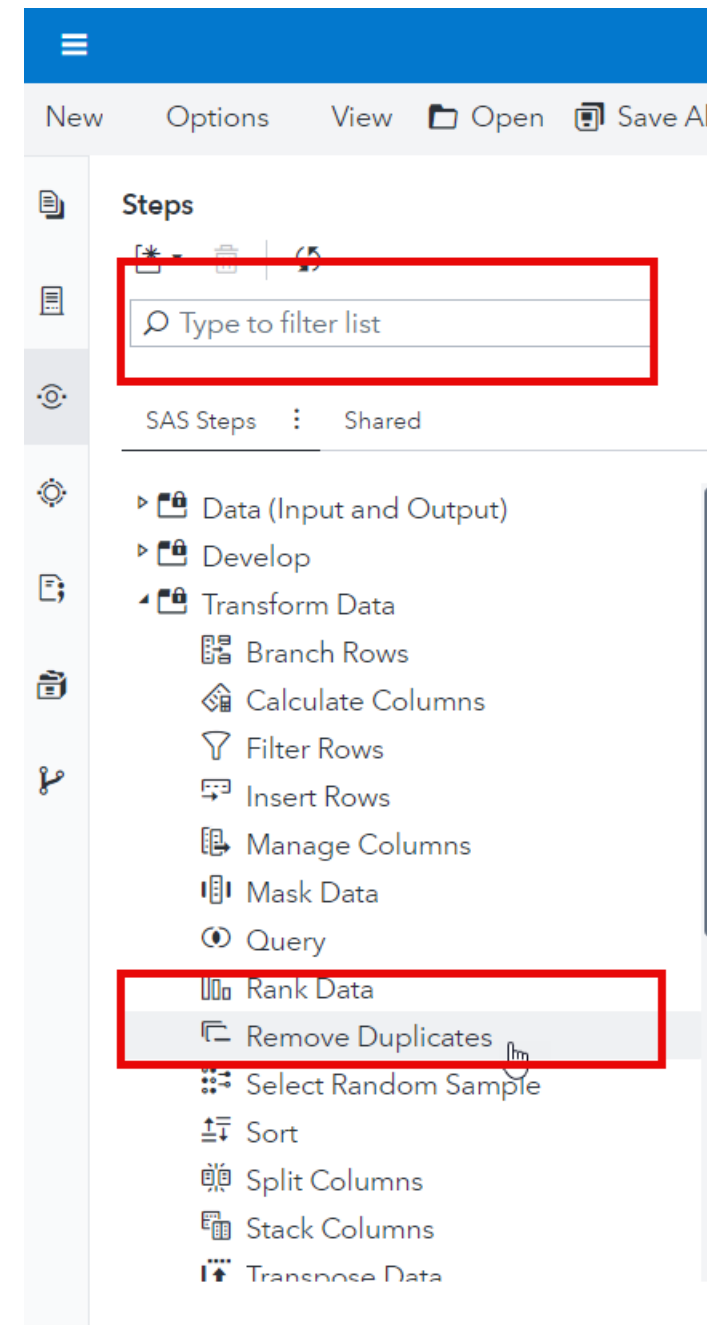 New Options View Open Save Al
Steps
Type to filter list
SAS Steps Shared
Data (Input and Output)
Develop
Transform Data
Branch Rows
Calculate Columns
Filter Rows
Insert Rows
Manage Columns
Mask Data
Query
Rank Data
Remove Duplicates
Select Random Sample
Sort
Split Columns
Stack Columns
Transpose Data